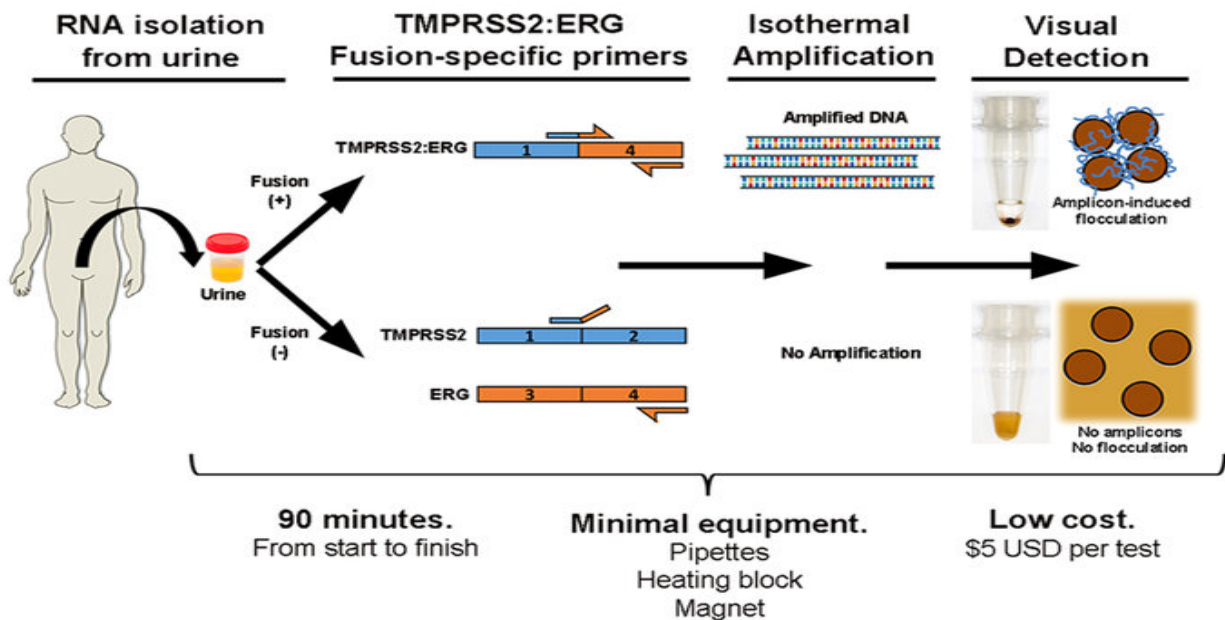 RNA isolation
from urine
TMPRSS2:ERG
Fusion-specific primers
Isothermal
Amplification
Visual
Detection
Urine
Fusion
(+)
Fusion
(-)
TMPRSS2:ERG
1
4
TMPRSS2
1
2
ERG
3
4
Amplified DNA
No Amplification
Amplicon-induced
flocculation
No amplicons
No flocculation
90 minutes.
From start to finish
Minimal equipment.
Pipettes
Heating block
Magnet
Low cost.
$5 USD per test